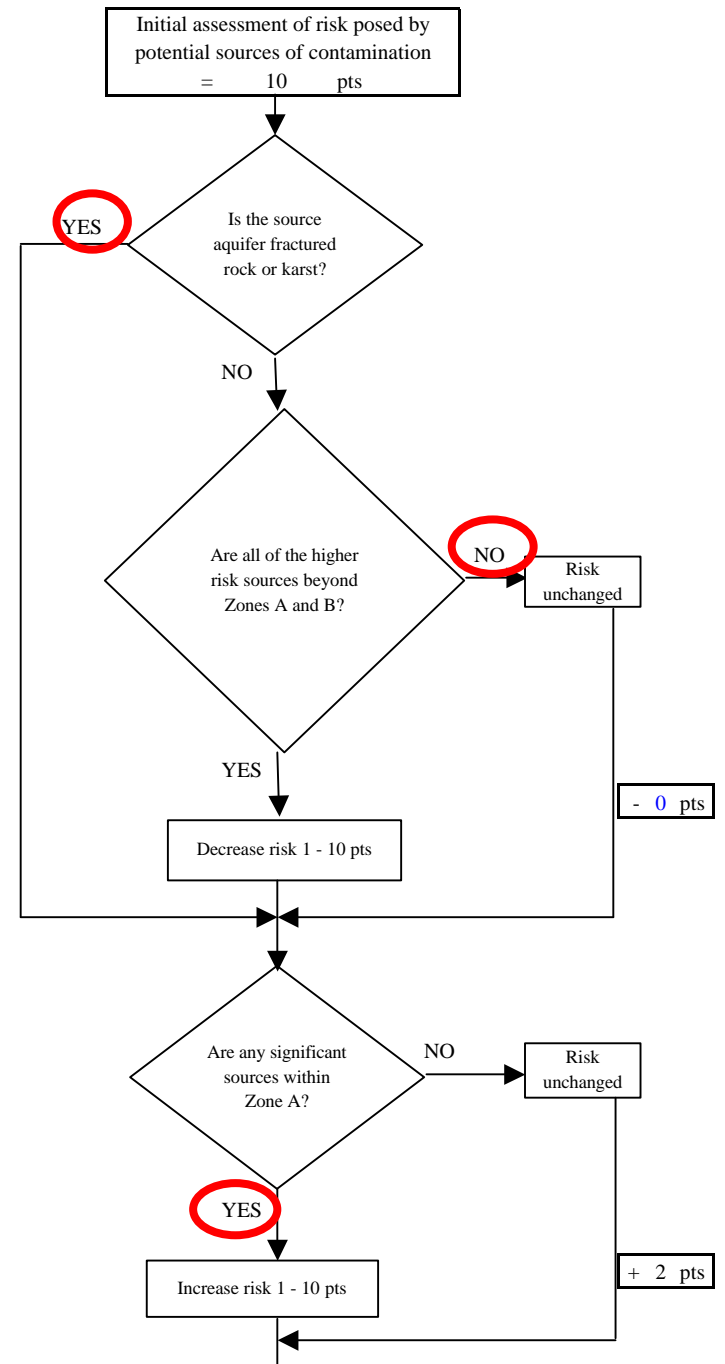 Initial assessment of risk posed by
potential sources of contamination
= 10 pts
YES
Is the source
aquifer fractured
rock or karst?
NO
Are all of the higher
risk sources beyond
Zones A and B?
NO
Risk
unchanged
YES
- 0 pts
Decrease risk 1 - 10 pts
Are any significant
sources within
Zone A?
NO
Risk
unchanged
YES
+ 2 pts
Increase risk 1 - 10 pts